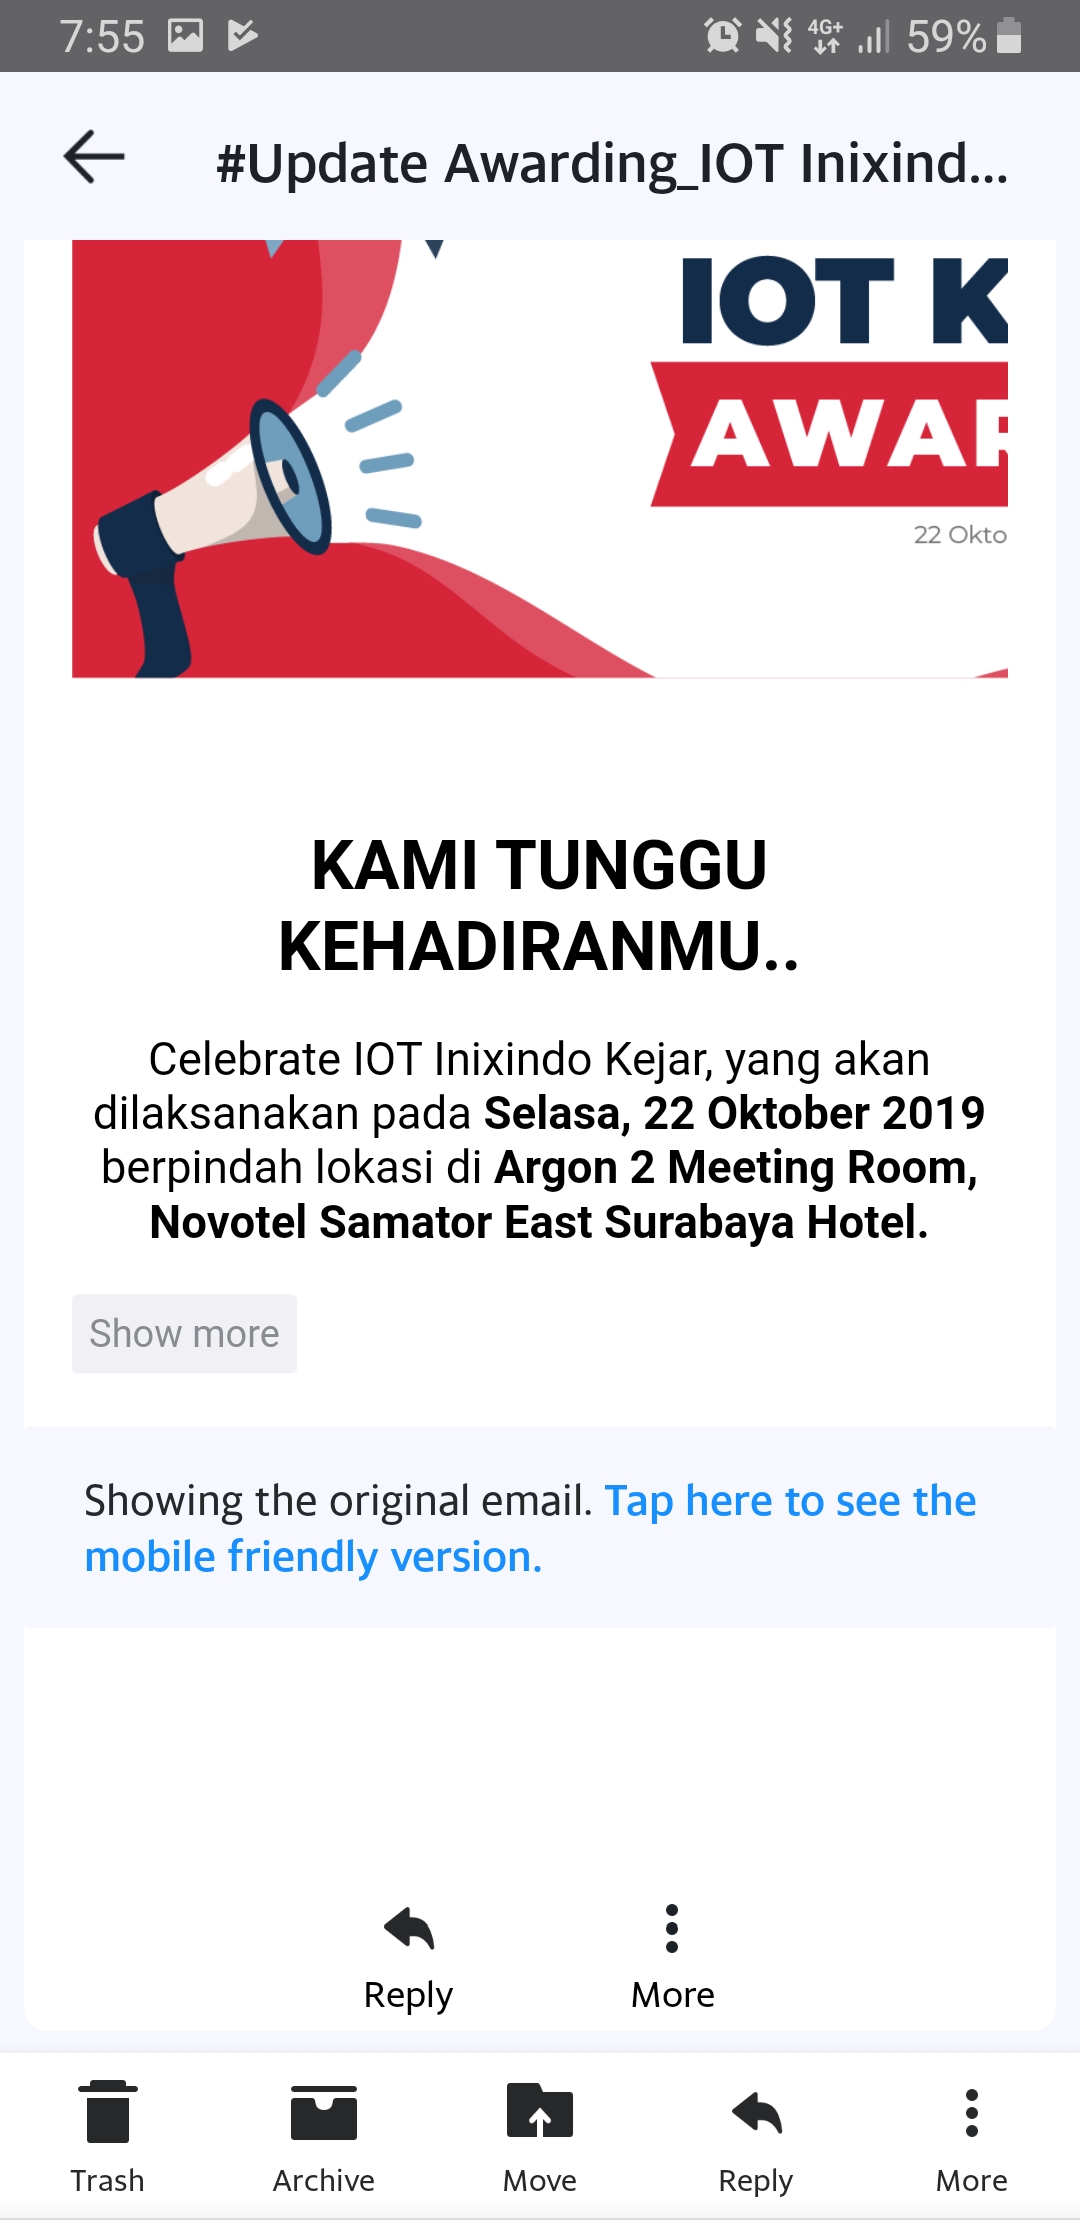 7:55
4G+
59%
#Update Awarding_IOT Inixind...
IOT K
AWAR
22 Okto
KAMI TUNGGU
KEHADIRANMU..
Celebrate IOT Inixindo Kejar, yang akan
dilaksanakan pada Selasa, 22 Oktober 2019
berpindah lokasi di Argon 2 Meeting Room,
Novotel Samator East Surabaya Hotel.
Show more
Showing the original email. Tap here to see the
mobile friendly version.
Reply
More
Trash
Archive
Move
Reply
More